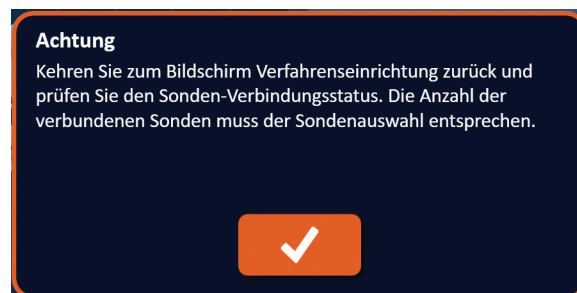 Achtung
Kehren Sie zum Bildschirm Verfahrenseinrichtung zurück und
prüfen Sie den Sonden-Verbindungsstatus. Die Anzahl der
verbundenen Sonden muss der Sondenauswahl entsprechen.